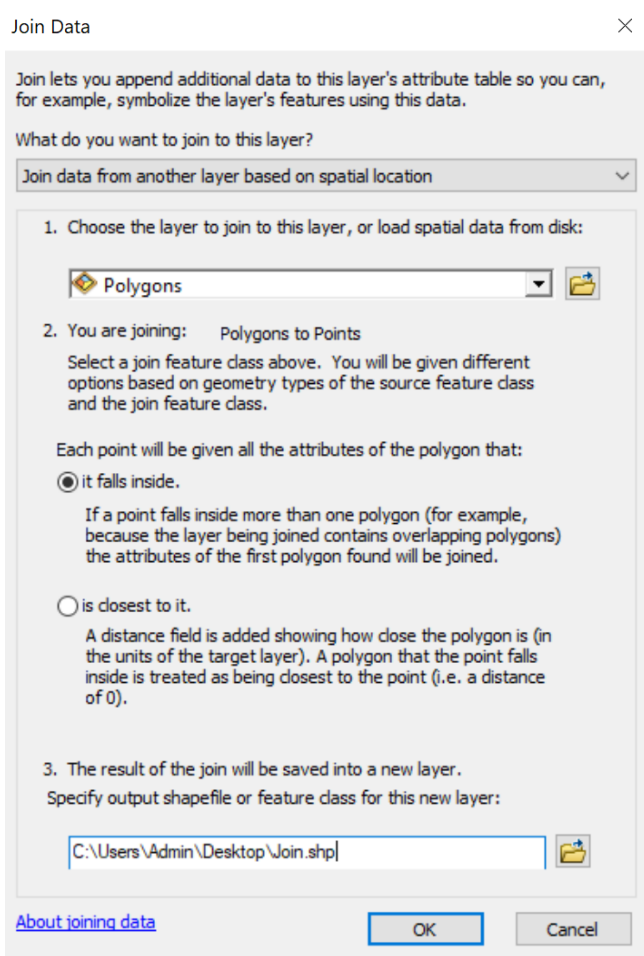 Join Data
Join lets you append additional data to this layer's attribute table so you can,
for example, symbolize the layer's features using this data.
What do you want to join to this layer?
Join data from another layer based on spatial location
1. Choose the layer to join to this layer, or load spatial data from disk:
Polygons
2. You are joining: Polygons to Points
Select a join feature class above. You will be given different
options based on geometry types of the source feature class
and the join feature class.
Each point will be given all the attributes of the polygon that:
it falls inside.
If a point falls inside more than one polygon (for example,
because the layer being joined contains overlapping polygons)
the attributes of the first polygon found will be joined.
is closest to it.
A distance field is added showing how close the polygon is (in
the units of the target layer). A polygon that the point falls
inside is treated as being closest to the point (i.e. a distance
of 0).
3. The result of the join will be saved into a new layer.
Specify output shapefile or feature class for this new layer:
C:\Users\Admin\Desktop\Join.shp
About joining data OK Cancel